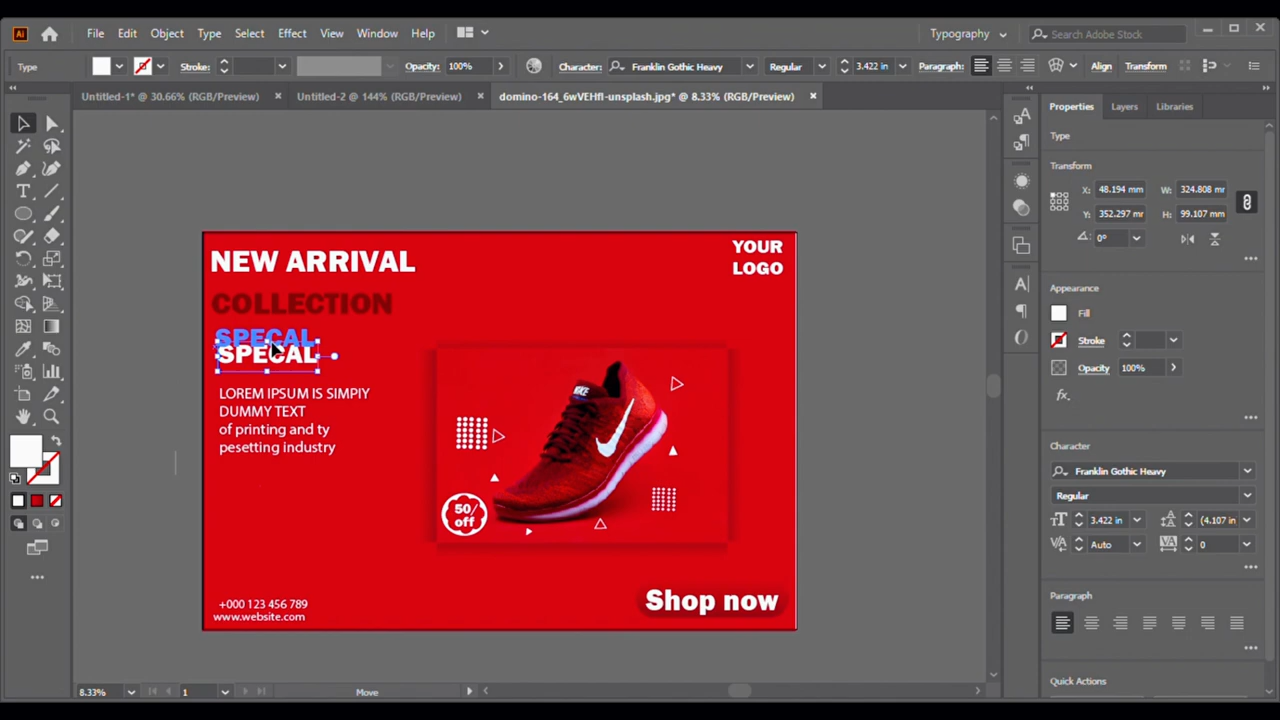 Ai File Edit Object Type Select Effect View Window Help Typography Search Adobe Stock
Type Stroke: Opacity: 100% Character: Franklin Gothic Heavy Regular 3.422 in Paragraph: Align Transform
Untitled-1* @ 30.66% (RGB/Preview) × Untitled-2 @ 144% (RGB/Preview) × domino-164_6wVEHfI-unsplash.jpg* @ 8.33% (RGB/Preview) ×
Properties Layers Libraries
Type
Transform
X: 48.194 mm W: 324.808 mr
Y: 352.297 mr H: 99.107 mm
0°
Appearance
Fill
Stroke
Opacity 100%
fx.
Character
Franklin Gothic Heavy
Regular
3.422 in (4.107 in
Auto 0
Paragraph
Quick Actions
NEW ARRIVAL
YOUR
LOGO
COLLECTION
SPECAL
SPECAL
LOREM IPSUM IS SIMPIY
DUMMY TEXT
of printing and ty
pesetting industry
NIKE
50/
off
+000 123 456 789
www.website.com
Shop now
8.33% 1 Move